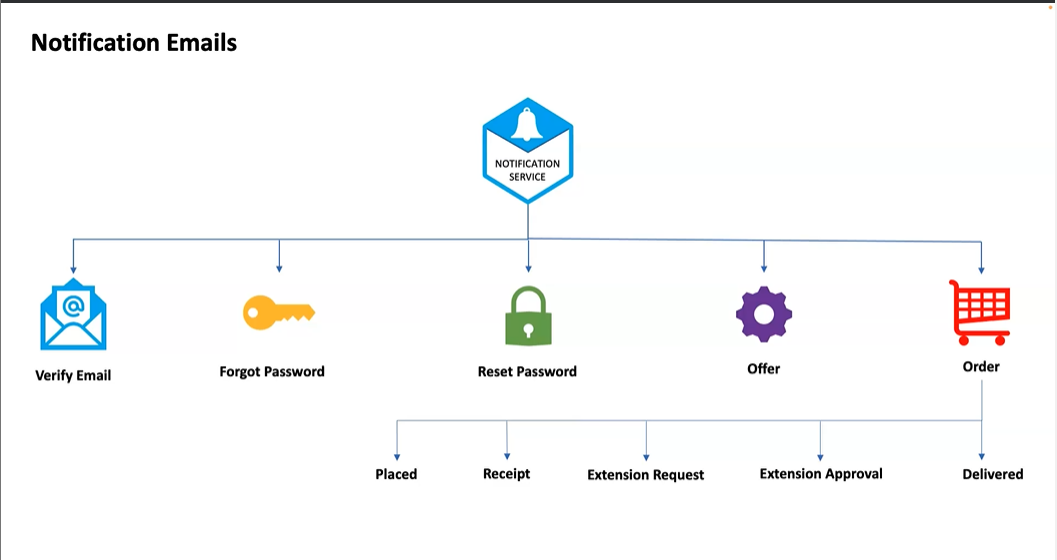 Notification Emails
NOTIFICATION
SERVICE
@
Verify Email
Forgot Password
Reset Password
Offer
Order
Placed
Receipt
Extension Request
Extension Approval
Delivered